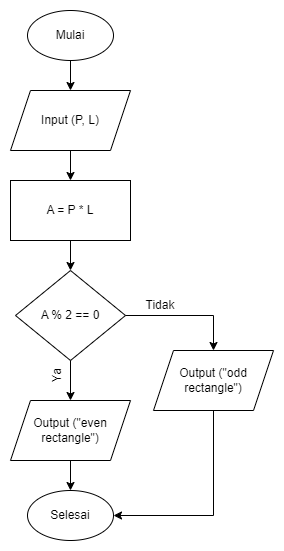 Mulai
Input (P, L)
A = P * L
A % 2 == 0
Tidak
Ya
Output ("odd
rectangle")
Output ("even
rectangle")
Selesai